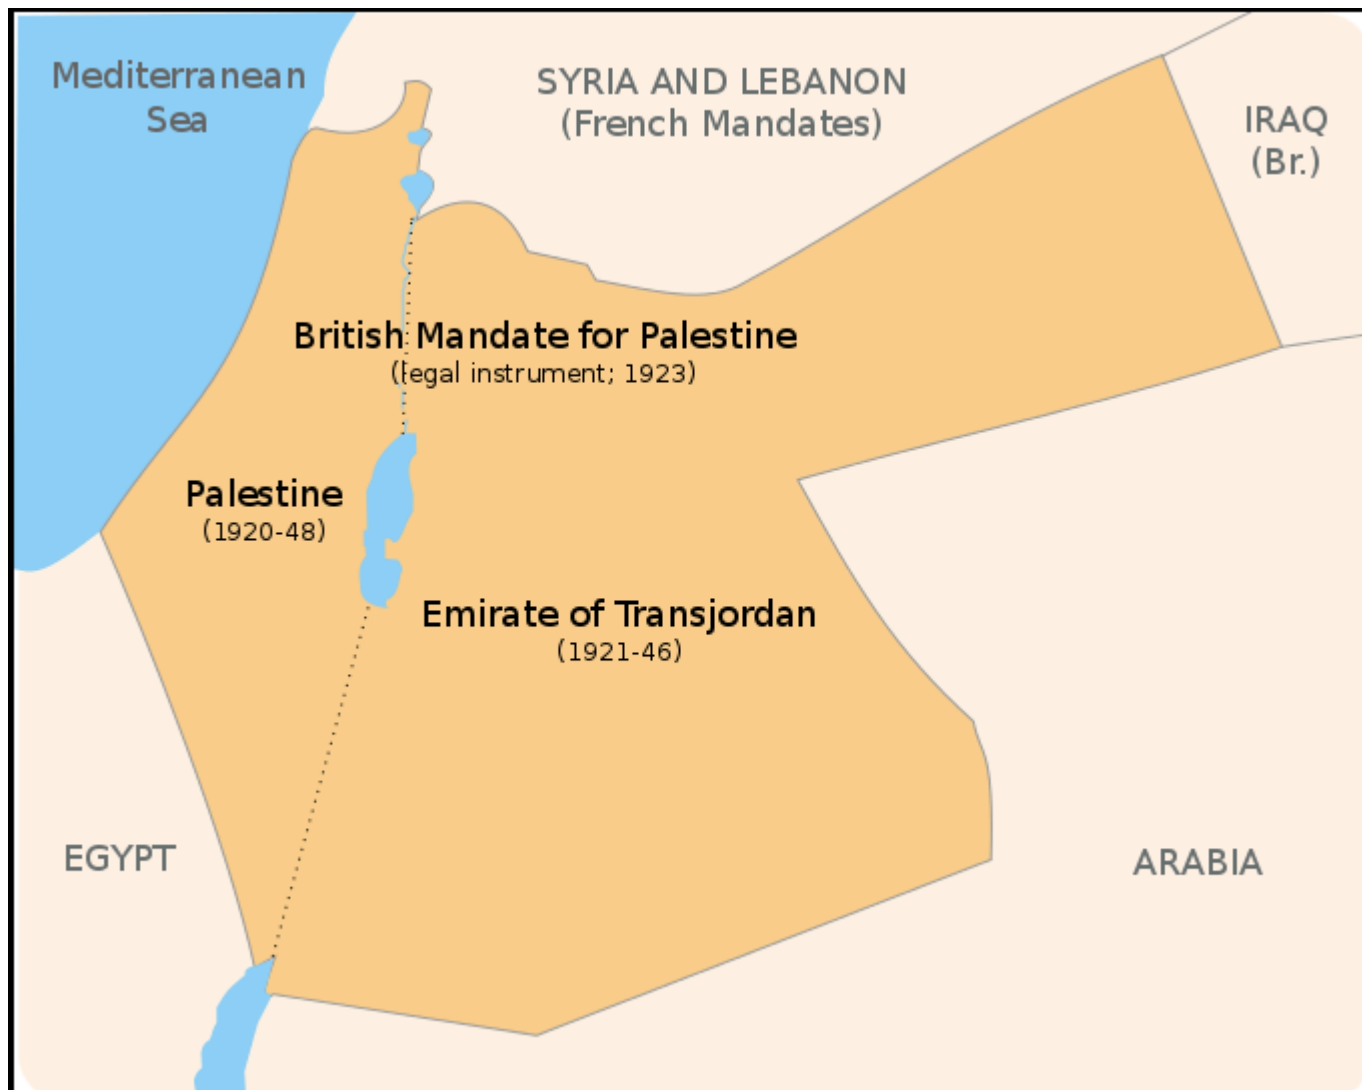 Mediterranean
Sea
SYRIA AND LEBANON
(French Mandates)
IRAQ
(Br.)
British Mandate for Palestine
(legal instrument; 1923)
Palestine
(1920-48)
Emirate of Transjordan
(1921-46)
EGYPT
ARABIA